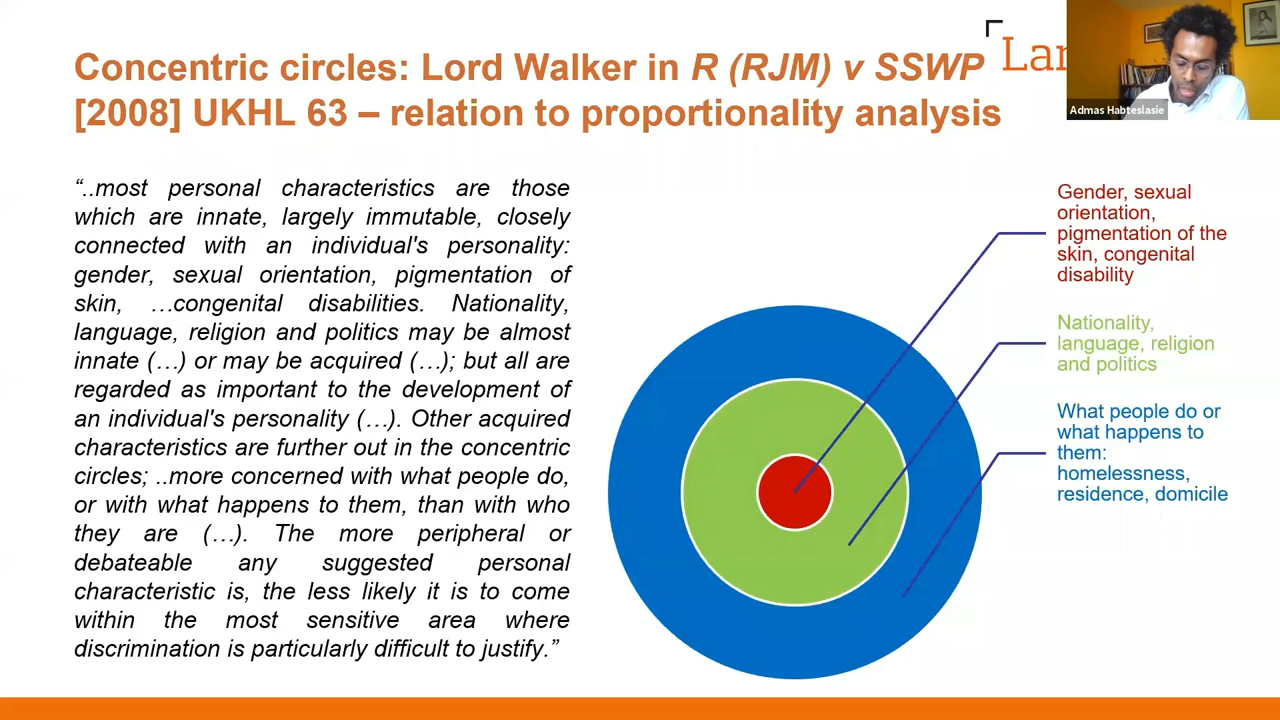 Concentric circles: Lord Walker in R (RJM) v SSWP
[2008] UKHL 63 – relation to proportionality analysis
Lan
Admas Habteslasie
“..most personal characteristics are those
which are innate, largely immutable, closely
connected with an individual's personality:
gender, sexual orientation, pigmentation of
skin, …congenital disabilities. Nationality,
language, religion and politics may be almost
innate (…) or may be acquired (…); but all are
regarded as important to the development of
an individual's personality (…). Other acquired
characteristics are further out in the concentric
circles; ..more concerned with what people do,
or with what happens to them, than with who
they are (…). The more peripheral or
debateable any suggested personal
characteristic is, the less likely it is to come
within the most sensitive area where
discrimination is particularly difficult to justify.”
Gender, sexual
orientation,
pigmentation of the
skin, congenital
disability
Nationality,
language, religion
and politics
What people do or
what happens to
them:
homelessness,
residence, domicile